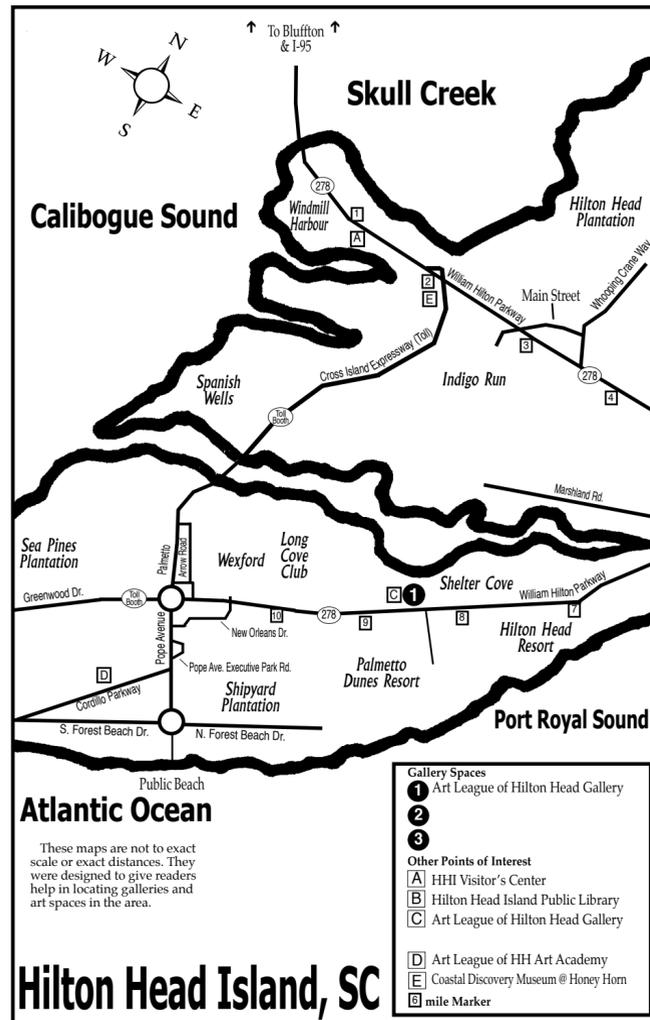 To Bluffton
& I-95
N
W
E
S
Skull Creek
278
Windmill
Harbour
1
A
Hilton Head
Plantation
Calibogue Sound
Whooping Crane Way
2
E
William Hilton Parkway
Main Street
3
Cross Island Expressway (Toll)
Indigo Run
278
4
Spanish
Wells
Toll
Booth
Marshland Rd.
Sea Pines
Plantation
Palmetto
Arrow Road
Wexford
Long
Cove
Club
Shelter Cove
C
1
William Hilton Parkway
Greenwood Dr.
Toll
Booth
10
278
9
8
7
New Orleans Dr.
Hilton Head
Resort
Pope Avenue
Pope Ave. Executive Park Rd.
Palmetto
Dunes Resort
D
Cordillo Parkway
Shipyard
Plantation
Port Royal Sound
S. Forest Beach Dr.
N. Forest Beach Dr.
Public Beach
Atlantic Ocean
These maps are not to exact
scale or exact distances. They
were designed to give readers
help in locating galleries and
art spaces in the area.
Gallery Spaces
1 Art League of Hilton Head Gallery
2
3
Other Points of Interest
A HHI Visitor's Center
B Hilton Head Island Public Library
C Art League of Hilton Head Gallery
D Art League of HH Art Academy
E Coastal Discovery Museum @ Honey Horn
6 mile Marker
Hilton Head Island, SC